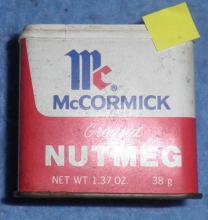 Mc
McCORMICK
Ground
NUTMEG
NET WT 1.37 OZ. 38 g